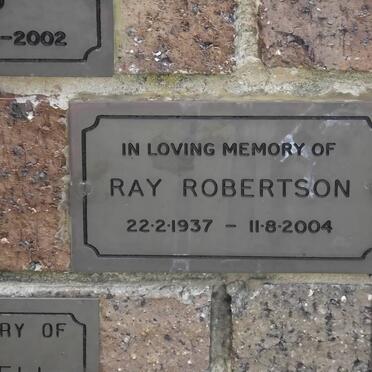 -2002
IN LOVING MEMORY OF
RAY ROBERTSON
22·2·1937 – 11·8·2004
RY OF